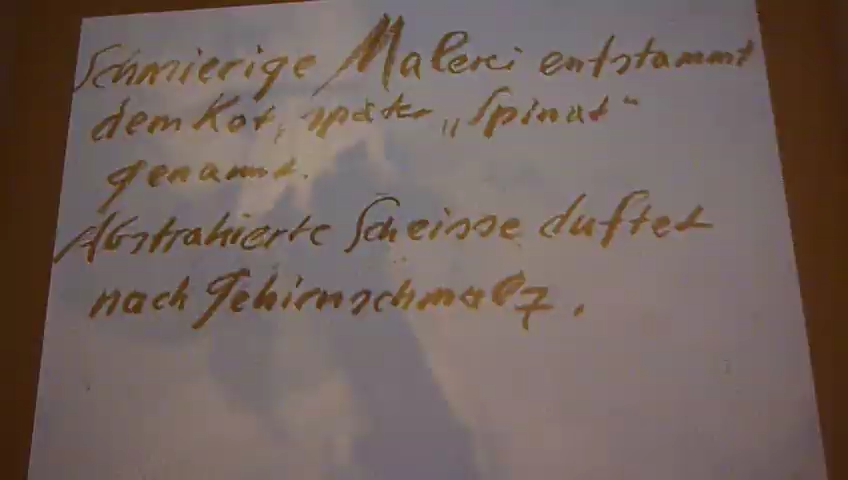 Schmierige Malerei entstammt
dem Kot, später „Spinat“
genannt.
Abstrahierte Scheisse duftet
nach Gehirnschmalz.